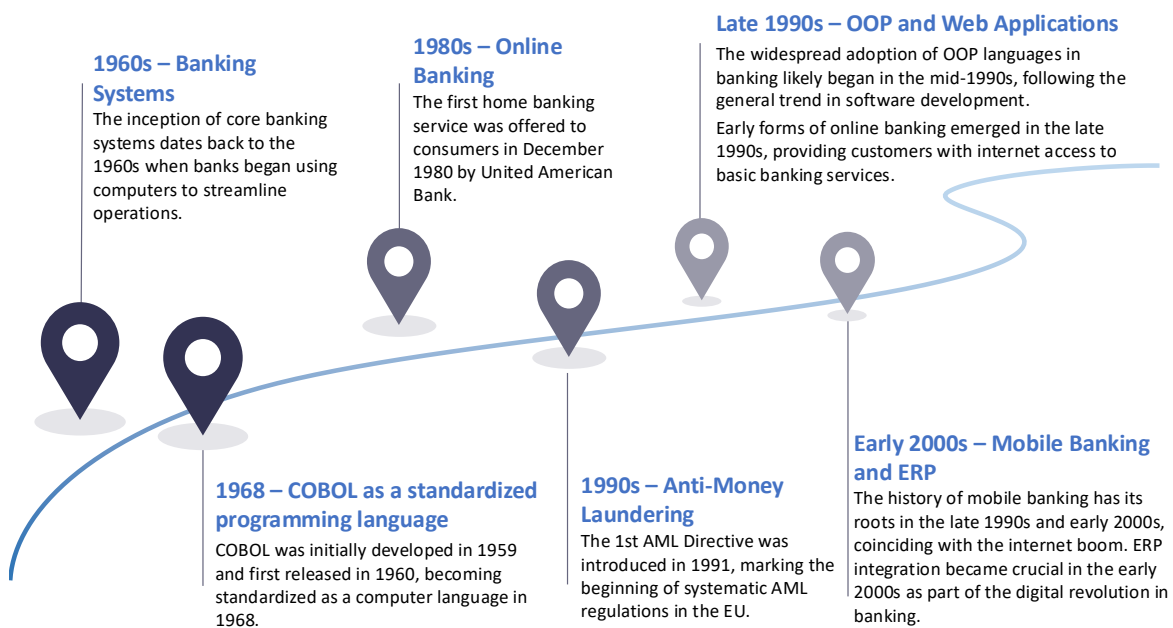 1960s – Banking
Systems
The inception of core banking
systems dates back to the
1960s when banks began using
computers to streamline
operations.
1968 – COBOL as a standardized
programming language
COBOL was initially developed in 1959
and first released in 1960, becoming
standardized as a computer language in
1968.
1980s – Online
Banking
The first home banking
service was offered to
consumers in December
1980 by United American
Bank.
1990s – Anti-Money
Laundering
The 1st AML Directive was
introduced in 1991, marking the
beginning of systematic AML
regulations in the EU.
Late 1990s – OOP and Web Applications
The widespread adoption of OOP languages in
banking likely began in the mid-1990s, following the
general trend in software development.
Early forms of online banking emerged in the late
1990s, providing customers with internet access to
basic banking services.
Early 2000s – Mobile Banking
and ERP
The history of mobile banking has its
roots in the late 1990s and early 2000s,
coinciding with the internet boom. ERP
integration became crucial in the early
2000s as part of the digital revolution in
banking.